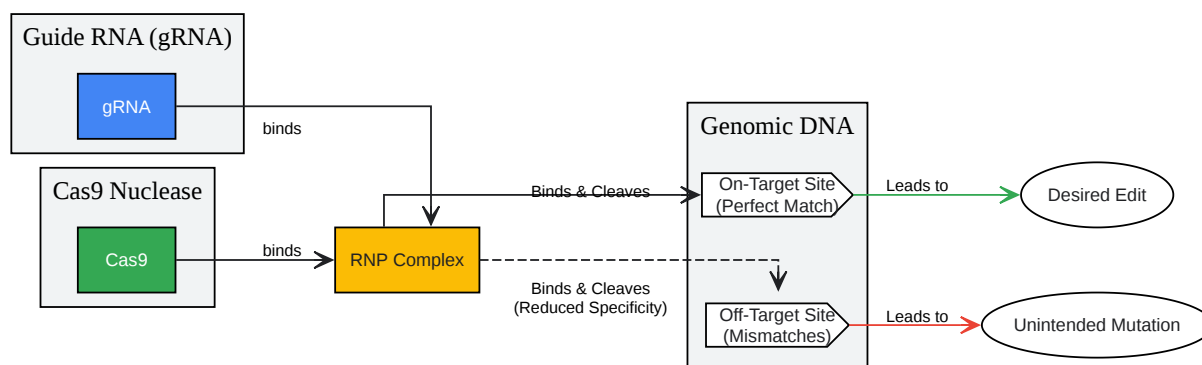 Guide RNA (gRNA)
gRNA
binds
Cas9 Nuclease
Cas9
binds
RNP Complex
Binds & Cleaves
Binds & Cleaves
(Reduced Specificity)
Genomic DNA
On-Target Site
(Perfect Match)
Leads to
Desired Edit
Off-Target Site
(Mismatches)
Leads to
Unintended Mutation